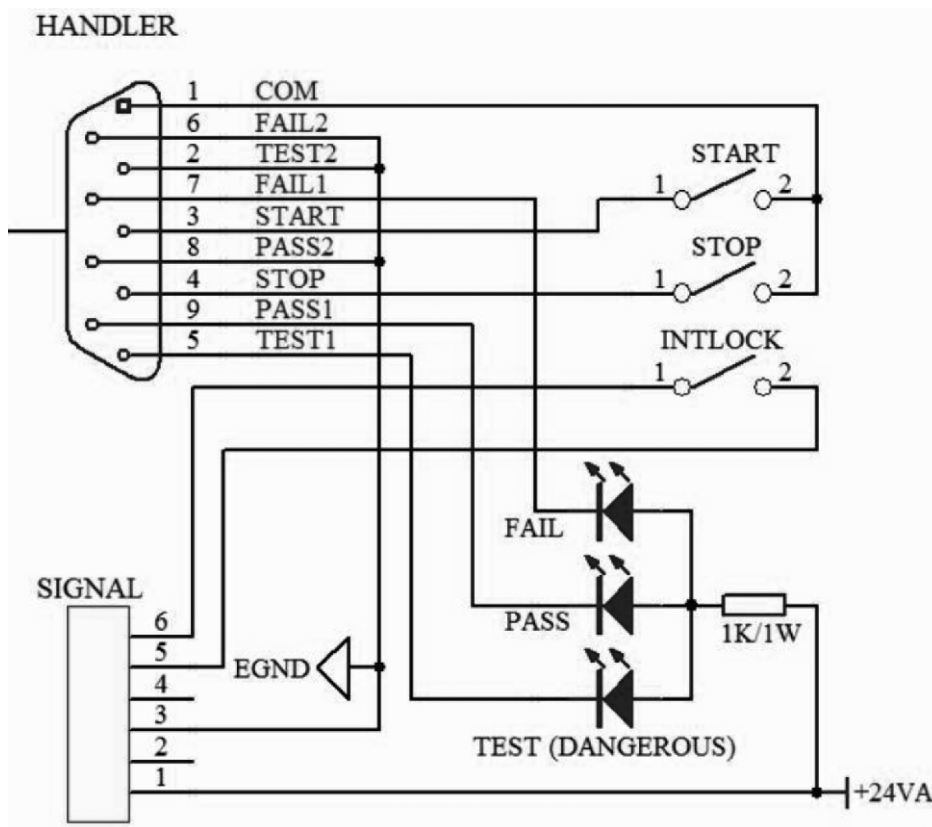 HANDLER
1 COM
6 FAIL2
2 TEST2
7 FAIL1
3 START
8 PASS2
4 STOP
9 PASS1
5 TEST1
START
1 2
STOP
1 2
INTLOCK
1 2
FAIL
PASS
1K/1W
TEST (DANGEROUS)
EGND
SIGNAL
6
5
4
3
2
1
+24VA